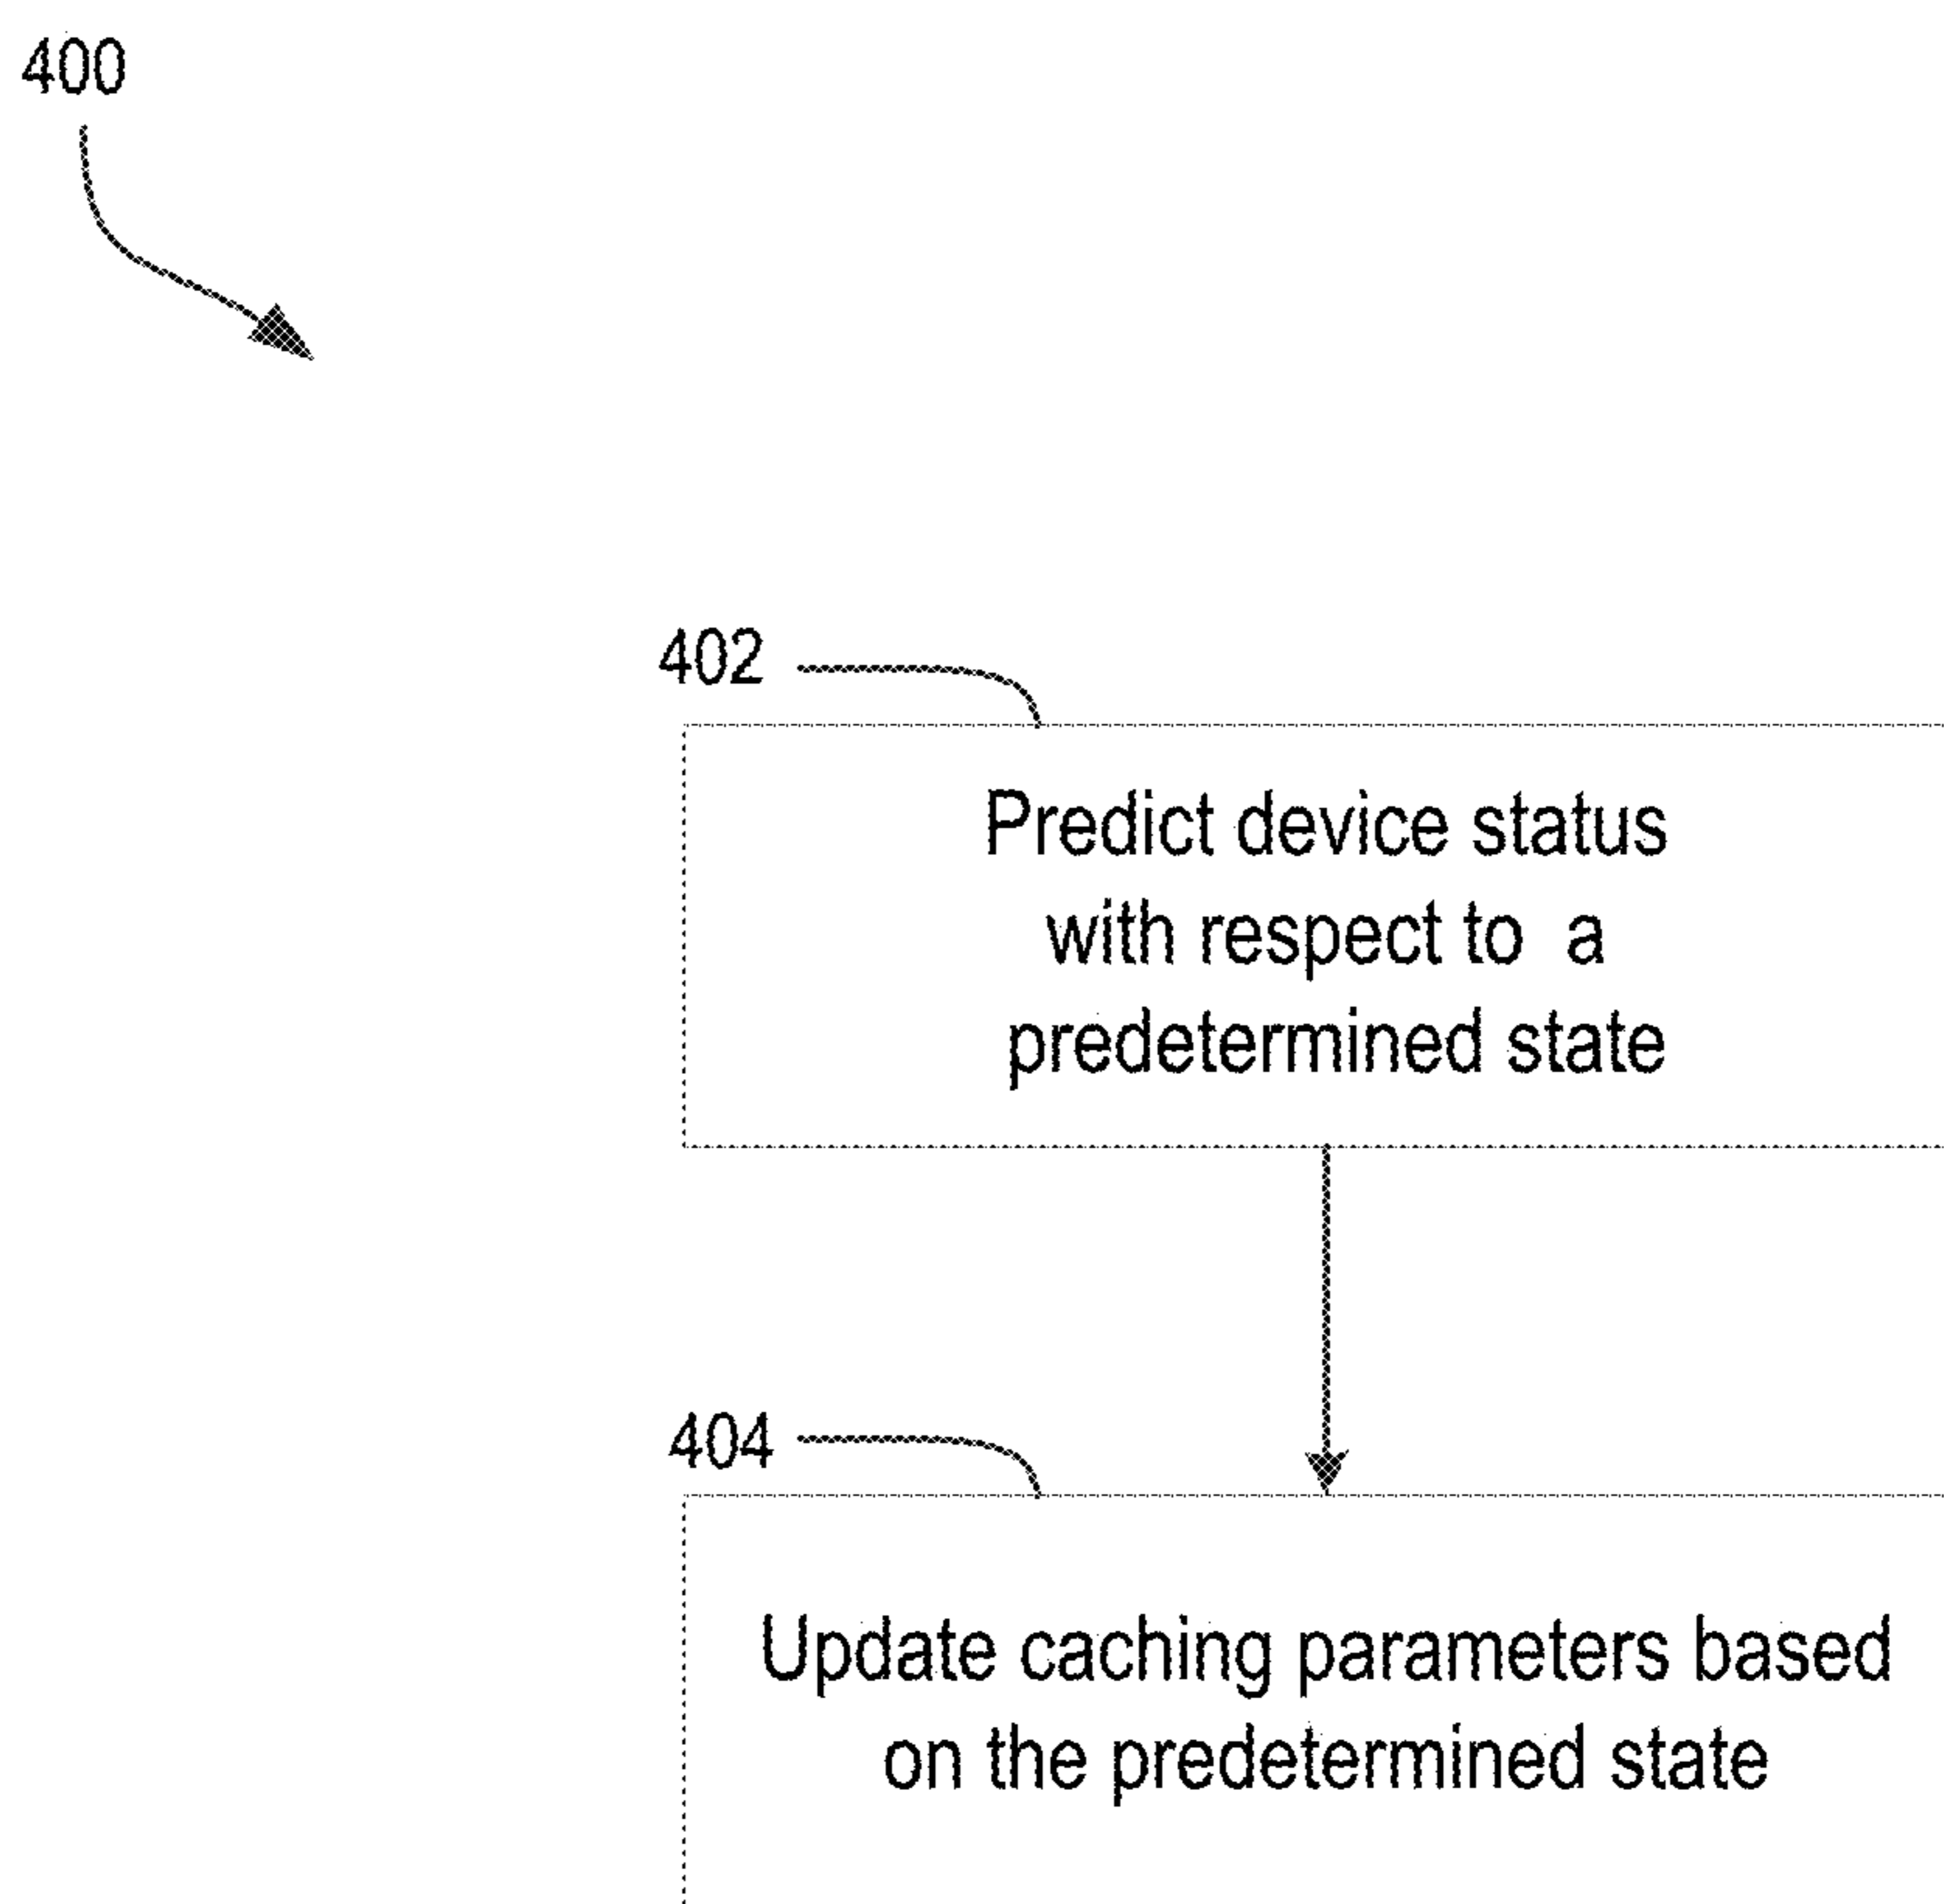 400
402
Predict device status
with respect to a
predetermined state
404
Update caching parameters based
on the predetermined state